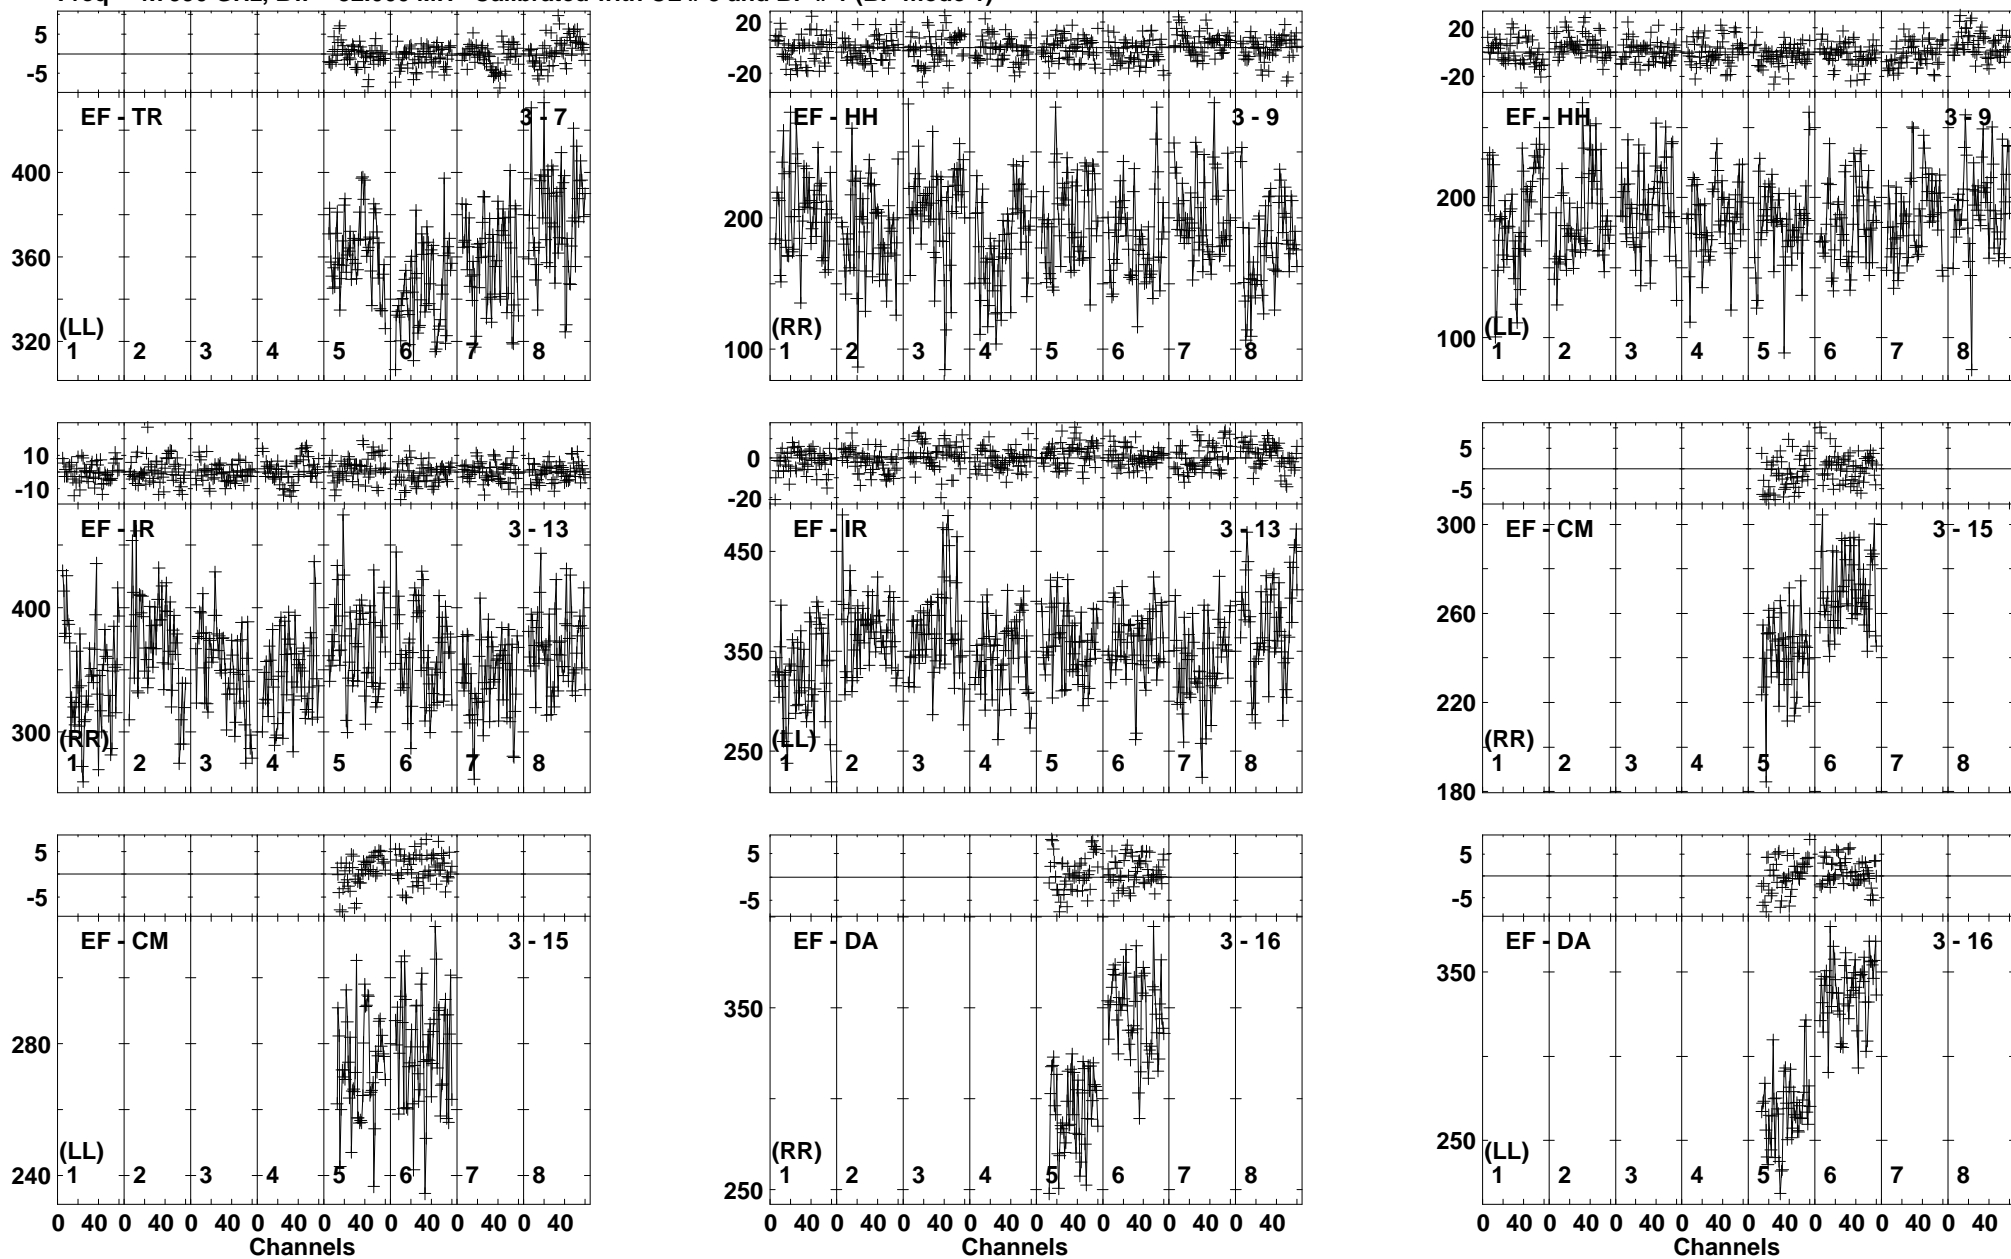 5
-5
EF - TR 3 - 7
400
360
320
(LL)
1 2 3 4 5 6 7 8
20
-20
EF - HH 3 - 9
200
100
(RR)
1 2 3 4 5 6 7 8
20
-20
EF - HH 3 - 9
200
100
(LL)
1 2 3 4 5 6 7 8
10
-10
EF - IR 3 - 13
400
300
(RR)
1 2 3 4 5 6 7 8
0
-20
EF - IR 3 - 13
450
350
250
(LL)
1 2 3 4 5 6 7 8
5
-5
EF - CM 3 - 15
300
260
220
180
(RR)
1 2 3 4 5 6 7 8
5
-5
EF - CM 3 - 15
280
240
(LL)
1 2 3 4 5 6 7 8
0 40 0 40 0 40 0 40 0 40 0 40 0 40 0 40
Channels
5
-5
EF - DA 3 - 16
350
250
(RR)
1 2 3 4 5 6 7 8
0 40 0 40 0 40 0 40 0 40 0 40 0 40 0 40
Channels
5
-5
EF - DA 3 - 16
350
250
(LL)
1 2 3 4 5 6 7 8
0 40 0 40 0 40 0 40 0 40 0 40 0 40 0 40
Channels